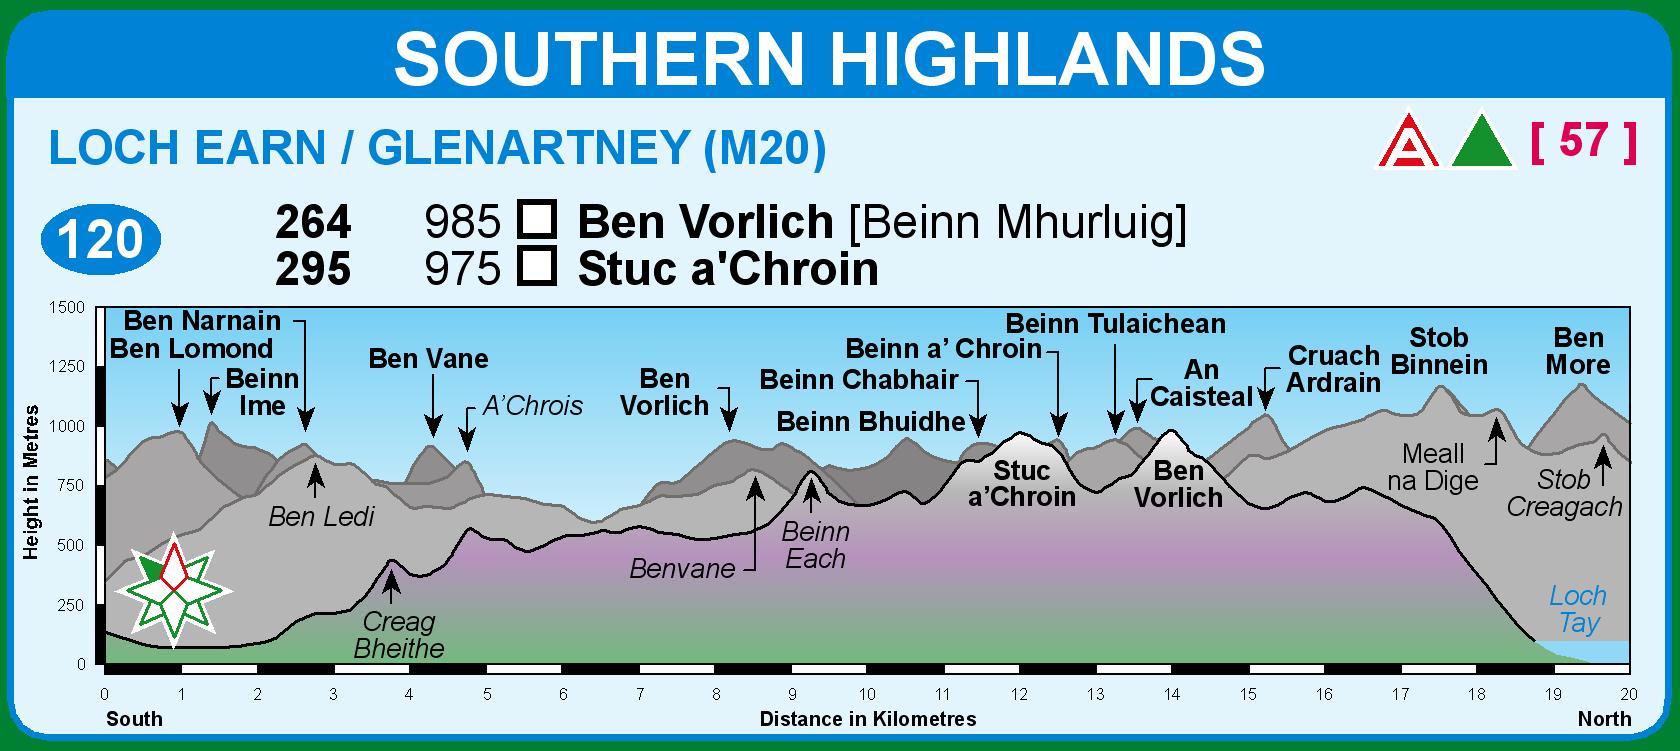 SOUTHERN HIGHLANDS
LOCH EARN / GLENARTNEY (M20)
A
[ 57 ]
120
264 985 Ben Vorlich [Beinn Mhurluig]
295 975 Stuc a'Chroin
1500
1250
1000
750
500
250
0
Height in Metres
Ben Narnain
Ben Lomond
Beinn
Ime
Ben Vane
A'Chrois
Ben
Vorlich
Beinn Tulaichean
Beinn a' Chroin
Beinn Chabhair
Beinn Bhuidhe
An
Caisteal
Cruach
Ardrain
Stob
Binnein
Ben
More
Ben Ledi
Stuc
a'Chroin
Ben
Vorlich
Meall
na Dige
Stob
Creagach
Beinn
Each
Benvane
Creag
Bheithe
Loch
Tay
0 1 2 3 4 5 6 7 8 9 10 11 12 13 14 15 16 17 18 19 20
South
Distance in Kilometres
North